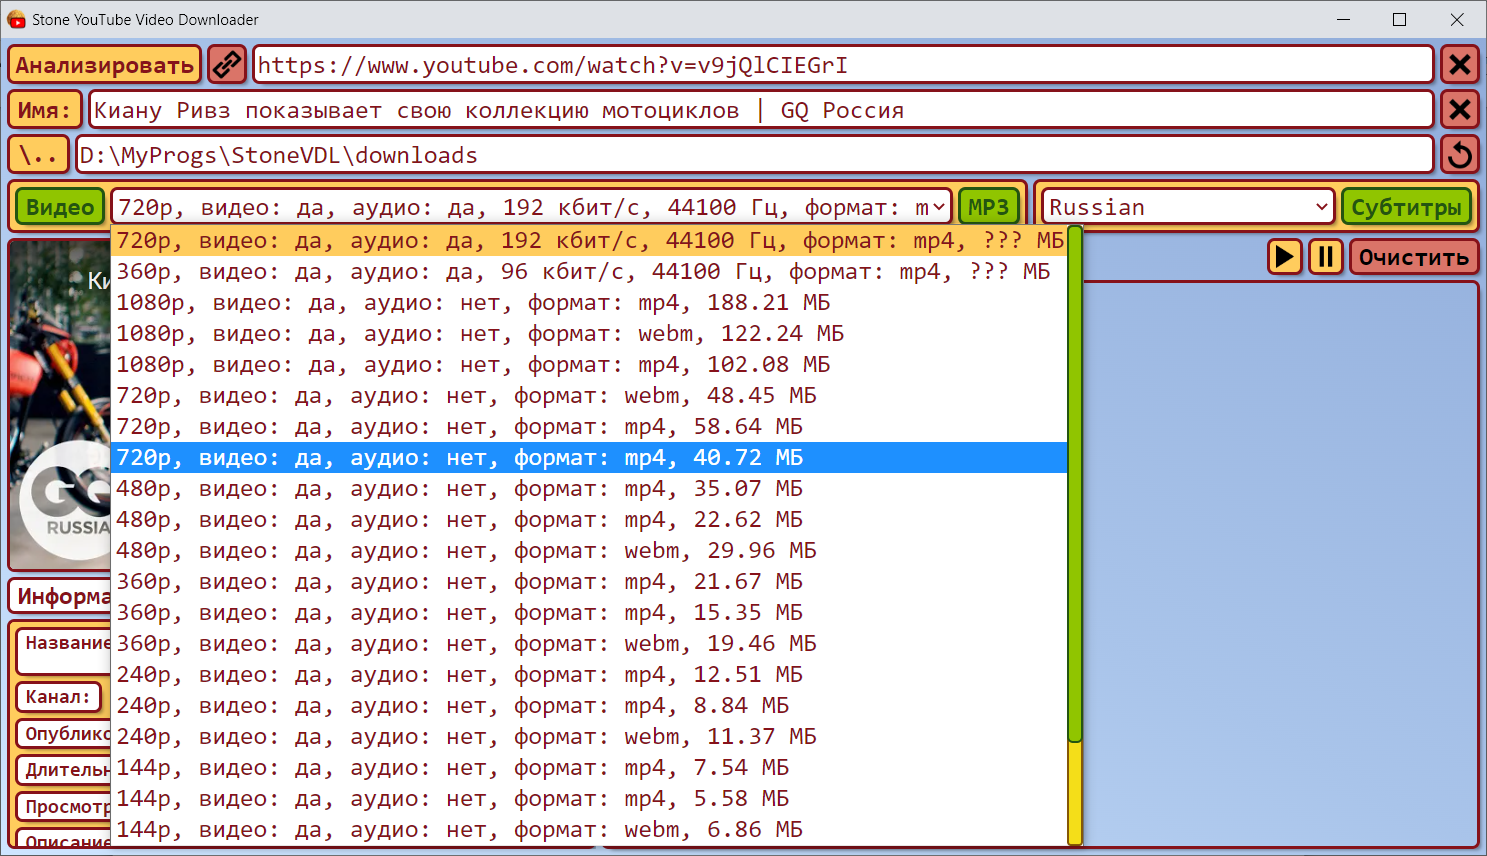 Stone YouTube Video Downloader
Анализировать https://www.youtube.com/watch?v=v9jQlCIEGrI
Имя: Киану Ривз показывает свою коллекцию мотоциклов | GQ Россия
\.. D:\MyProgs\StoneVDL\downloads
Видео 720p, видео: да, аудио: да, 192 кбит/с, 44100 Гц, формат: m MP3 Russian Субтитры
Очистить
720p, видео: да, аудио: да, 192 кбит/с, 44100 Гц, формат: mp4, ??? МБ
360p, видео: да, аудио: да, 96 кбит/с, 44100 Гц, формат: mp4, ??? МБ
1080p, видео: да, аудио: нет, формат: mp4, 188.21 МБ
1080p, видео: да, аудио: нет, формат: webm, 122.24 МБ
1080p, видео: да, аудио: нет, формат: mp4, 102.08 МБ
720p, видео: да, аудио: нет, формат: webm, 48.45 МБ
720p, видео: да, аудио: нет, формат: mp4, 58.64 МБ
720p, видео: да, аудио: нет, формат: mp4, 40.72 МБ
480p, видео: да, аудио: нет, формат: mp4, 35.07 МБ
480p, видео: да, аудио: нет, формат: mp4, 22.62 МБ
480p, видео: да, аудио: нет, формат: webm, 29.96 МБ
360p, видео: да, аудио: нет, формат: mp4, 21.67 МБ
360p, видео: да, аудио: нет, формат: mp4, 15.35 МБ
360p, видео: да, аудио: нет, формат: webm, 19.46 МБ
240p, видео: да, аудио: нет, формат: mp4, 12.51 МБ
240p, видео: да, аудио: нет, формат: mp4, 8.84 МБ
240p, видео: да, аудио: нет, формат: webm, 11.37 МБ
144p, видео: да, аудио: нет, формат: mp4, 7.54 МБ
144p, видео: да, аудио: нет, формат: mp4, 5.58 МБ
144p, видео: да, аудио: нет, формат: webm, 6.86 МБ
Ки
GQ
RUSSIA
Информа
Название
Канал:
Опублико
Длительн
Просмотр
Описание